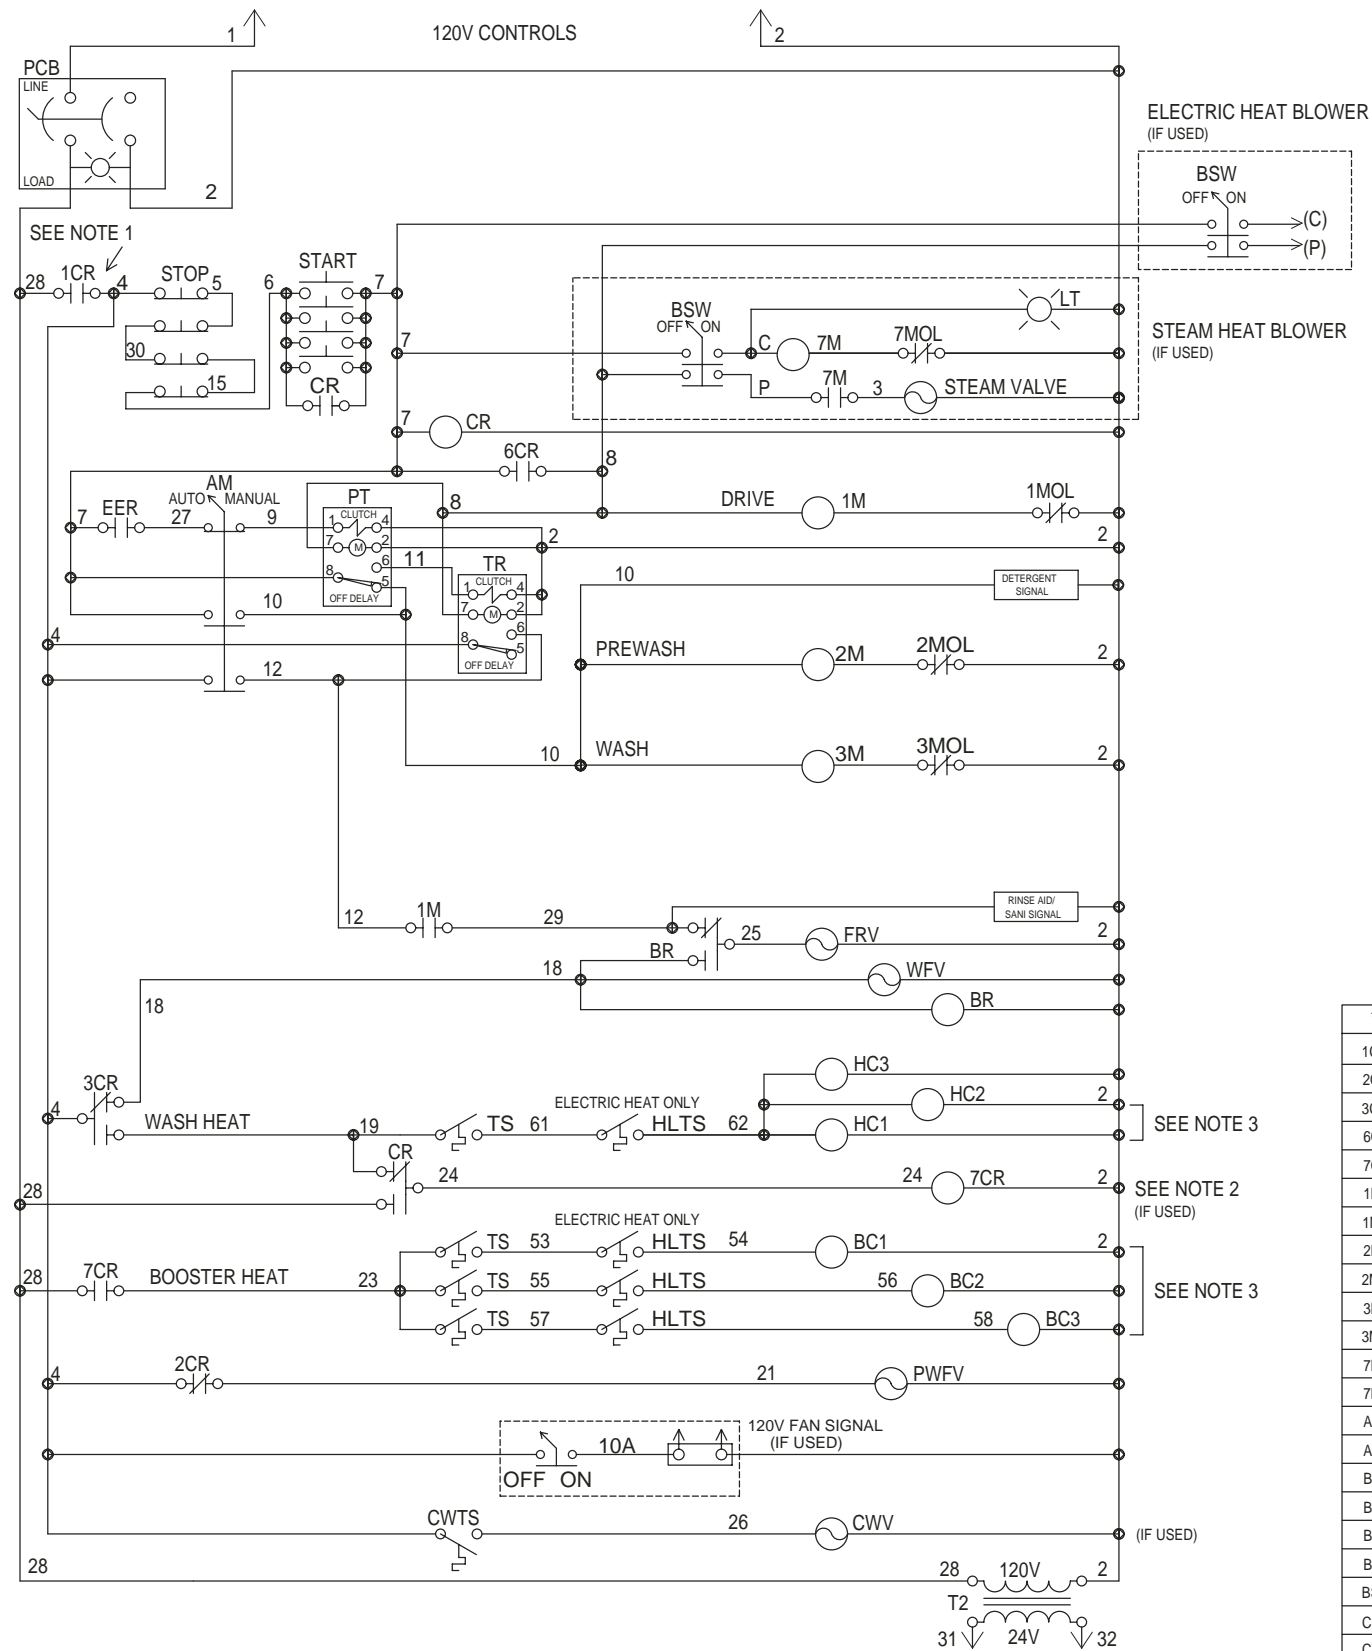 1 120V CONTROLS 2
PCB
LINE
LOAD
2
ELECTRIC HEAT BLOWER
(IF USED)
BSW
OFF ON
(C)
(P)
SEE NOTE 1
28 1CR 4 STOP 5
30
15
6 START 7
CR
BSW
OFF ON
LT
7 C 7M 7MOL
P 7M 3 STEAM VALVE
STEAM HEAT BLOWER
(IF USED)
7 CR
6CR 8
AM
AUTO MANUAL
7 EER 27 9
PT
1 CLUTCH 4
7 M 2
6 11
8 5
OFF DELAY
8 DRIVE 1M 1MOL
2 2
TR
1 CLUTCH 4
7 M 2
6
8 5
OFF DELAY
10
10 DETERGENT
SIGNAL
4
12
PREWASH 2M 2MOL 2
10 WASH 3M 3MOL 2
12 1M 29
RINSE AID/
SANI SIGNAL
BR 25 FRV 2
18 WFV
18
BR
3CR
4 WASH HEAT 19
ELECTRIC HEAT ONLY
TS 61 HLTS 62
HC3
HC2 2
HC1
SEE NOTE 3
CR
24 24 7CR 2
28
SEE NOTE 2
(IF USED)
ELECTRIC HEAT ONLY
TS 53 HLTS 54 BC1 2
28 7CR BOOSTER HEAT 23
TS 55 HLTS 56 BC2
TS 57 HLTS 58 BC3
SEE NOTE 3
4 2CR 21 PWFV
120V FAN SIGNAL
(IF USED)
10A
OFF ON
CWTS 26 CWV (IF USED)
28
28 120V 2
T2
31 24V 32